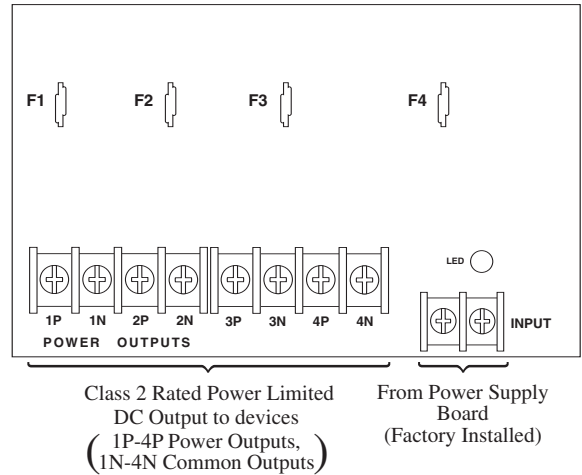 F1 F2 F3 F4
LED
1P 1N 2P 2N 3P 3N 4P 4N
POWER OUTPUTS
INPUT
Class 2 Rated Power Limited
DC Output to devices
(1P-4P Power Outputs,
1N-4N Common Outputs)
From Power Supply
Board
(Factory Installed)